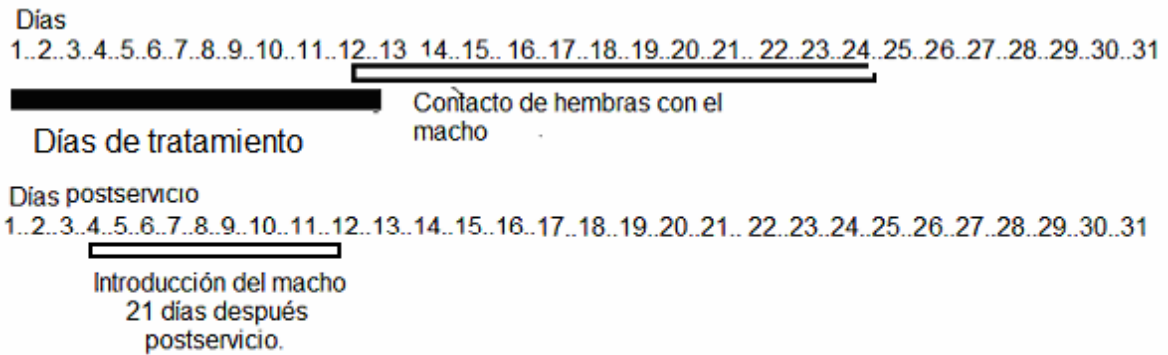 Días
1..2..3..4..5..6..7..8..9..10..11..12..13 14..15.. 16..17..18..19..20..21.. 22..23..24..25..26..27..28..29..30..31
Contacto de hembras con el
macho
Días de tratamiento
Días postservicio
1..2..3..4..5..6..7..8..9..10..11..12..13..14..15..16..17..18..19..20..21.. 22..23..24..25..26..27..28..29..30..31
Introducción del macho
21 días después
postservicio.